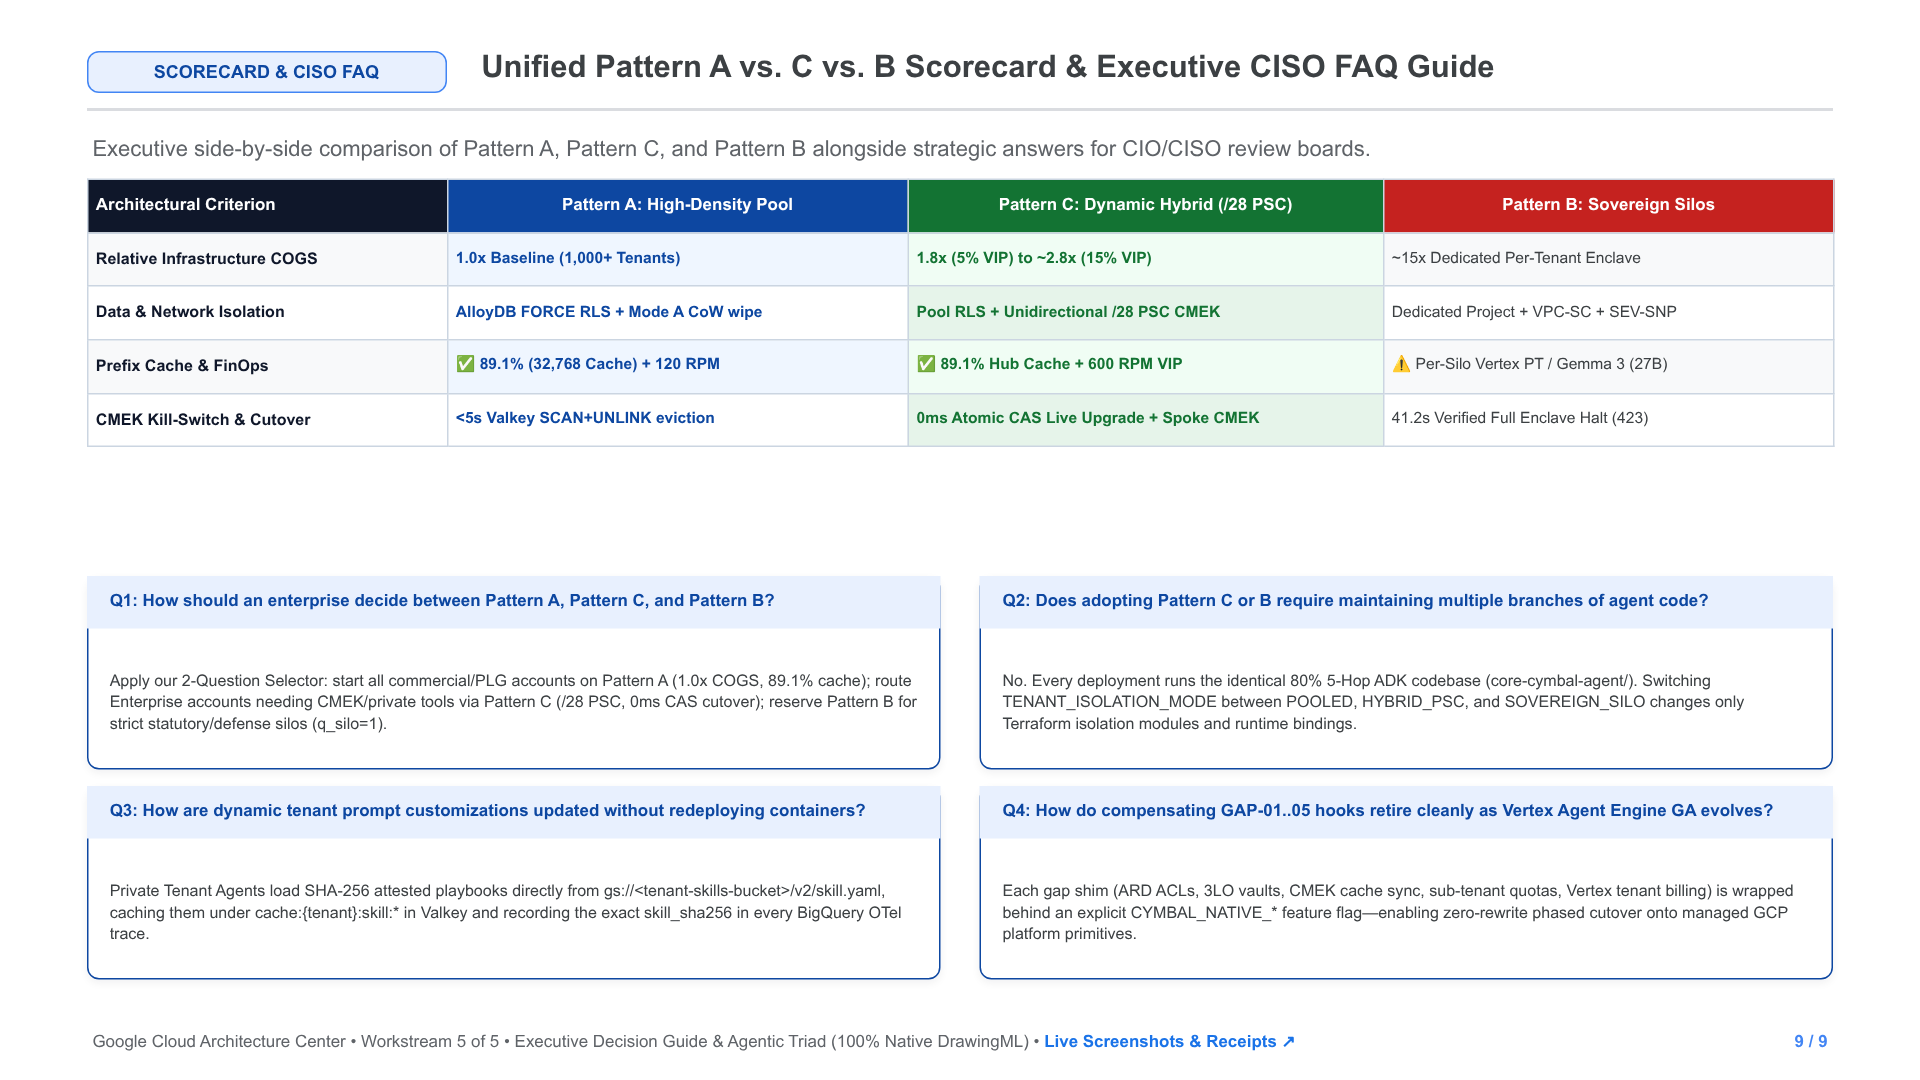 SCORECARD & CISO FAQ
Unified Pattern A vs. C vs. B Scorecard & Executive CISO FAQ Guide
Executive side-by-side comparison of Pattern A, Pattern C, and Pattern B alongside strategic answers for CIO/CISO review boards.
Architectural Criterion
Pattern A: High-Density Pool
Pattern C: Dynamic Hybrid (/28 PSC)
Pattern B: Sovereign Silos
Relative Infrastructure COGS
1.0x Baseline (1,000+ Tenants)
1.8x (5% VIP) to ~2.8x (15% VIP)
~15x Dedicated Per-Tenant Enclave
Data & Network Isolation
AlloyDB FORCE RLS + Mode A CoW wipe
Pool RLS + Unidirectional /28 PSC CMEK
Dedicated Project + VPC-SC + SEV-SNP
Prefix Cache & FinOps
✅ 89.1% (32,768 Cache) + 120 RPM
✅ 89.1% Hub Cache + 600 RPM VIP
⚠️ Per-Silo Vertex PT / Gemma 3 (27B)
CMEK Kill-Switch & Cutover
<5s Valkey SCAN+UNLINK eviction
0ms Atomic CAS Live Upgrade + Spoke CMEK
41.2s Verified Full Enclave Halt (423)
Q1: How should an enterprise decide between Pattern A, Pattern C, and Pattern B?
Apply our 2-Question Selector: start all commercial/PLG accounts on Pattern A (1.0x COGS, 89.1% cache); route
Enterprise accounts needing CMEK/private tools via Pattern C (/28 PSC, 0ms CAS cutover); reserve Pattern B for
strict statutory/defense silos (q_silo=1).
Q2: Does adopting Pattern C or B require maintaining multiple branches of agent code?
No. Every deployment runs the identical 80% 5-Hop ADK codebase (core-cymbal-agent/). Switching
TENANT_ISOLATION_MODE between POOLED, HYBRID_PSC, and SOVEREIGN_SILO changes only
Terraform isolation modules and runtime bindings.
Q3: How are dynamic tenant prompt customizations updated without redeploying containers?
Private Tenant Agents load SHA-256 attested playbooks directly from gs://<tenant-skills-bucket>/v2/skill.yaml,
caching them under cache:{tenant}:skill:* in Valkey and recording the exact skill_sha256 in every BigQuery OTel
trace.
Q4: How do compensating GAP-01..05 hooks retire cleanly as Vertex Agent Engine GA evolves?
Each gap shim (ARD ACLs, 3LO vaults, CMEK cache sync, sub-tenant quotas, Vertex tenant billing) is wrapped
behind an explicit CYMBAL_NATIVE_* feature flag—enabling zero-rewrite phased cutover onto managed GCP
platform primitives.
Google Cloud Architecture Center • Workstream 5 of 5 • Executive Decision Guide & Agentic Triad (100% Native DrawingML) • Live Screenshots & Receipts ↗
9 / 9